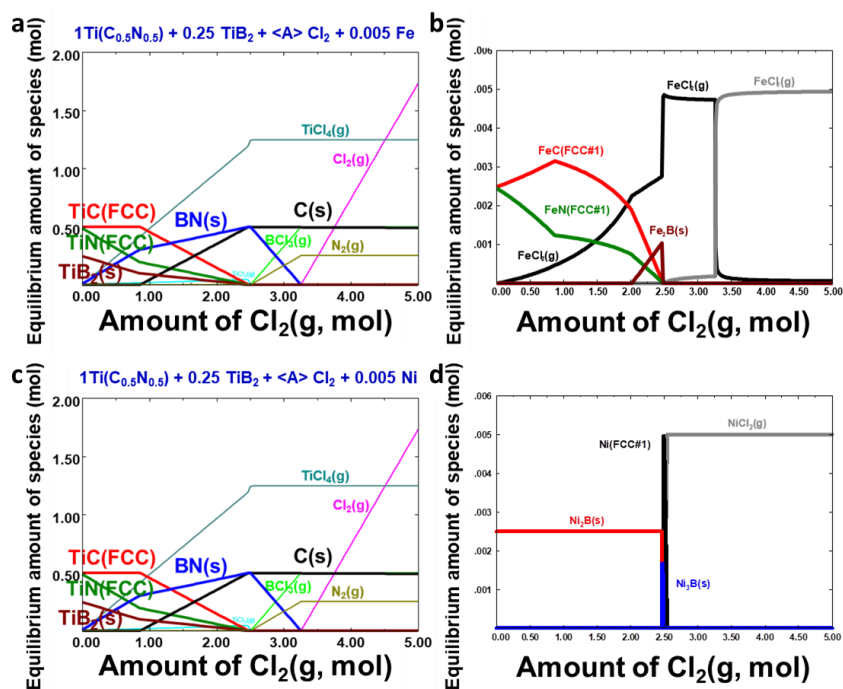 a
1Ti(C₀.₅N₀.₅) + 0.25 TiB₂ + <A> Cl₂ + 0.005 Fe
Equilibrium amount of species (mol)
2.00
1.50
1.00
0.50
TiCl₄(g)
Cl₂(g)
TiC(FCC)
BN(s)
C(s)
TiN(FCC)
BCl₃(g)
N₂(g)
TiB₂(s)
TiCl₃(g)
0.00 1.00 2.00 3.00 4.00 5.00
Amount of Cl₂(g, mol)
b
Equilibrium amount of species (mol)
.006
.005
.004
.003
.002
.001
FeCl₃(g)
FeCl₂(g)
FeC(FCC#1)
FeN(FCC#1)
Fe₂B(s)
FeCl₂(g)
0.0 0.50 1.00 1.50 2.00 2.50 3.00 3.50 4.00 4.50 5.00
Amount of Cl₂(g, mol)
c
1Ti(C₀.₅N₀.₅) + 0.25 TiB₂ + <A> Cl₂ + 0.005 Ni
Equilibrium amount of species (mol)
2.00
1.50
1.00
0.50
TiCl₄(g)
Cl₂(g)
TiC(FCC)
BN(s)
C(s)
TiN(FCC)
BCl₃(g)
N₂(g)
TiB₂(s)
TiCl₃(g)
0.00 1.00 2.00 3.00 4.00 5.00
Amount of Cl₂(g, mol)
d
Equilibrium amount of species (mol)
.006
.005
.004
.003
.002
.001
NiCl₂(g)
Ni(FCC#1)
Ni₂B(s)
Ni₃B(s)
0.00 0.50 1.00 1.50 2.00 2.50 3.00 3.50 4.00 4.50 5.00
Amount of Cl₂(g, mol)